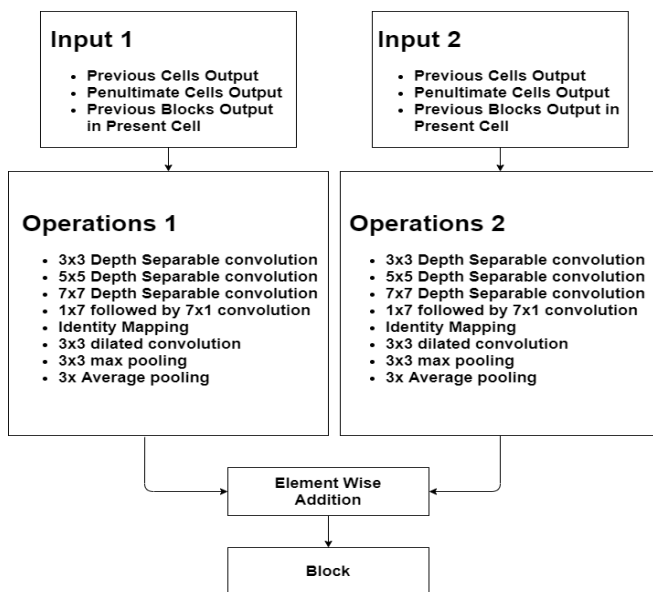 Input 1
• Previous Cells Output
• Penultimate Cells Output
• Previous Blocks Output
in Present Cell
Input 2
• Previous Cells Output
• Penultimate Cells Output
• Previous Blocks Output in
Present Cell
Operations 1
• 3x3 Depth Separable convolution
• 5x5 Depth Separable convolution
• 7x7 Depth Separable convolution
• 1x7 followed by 7x1 convolution
• Identity Mapping
• 3x3 dilated convolution
• 3x3 max pooling
• 3x Average pooling
Operations 2
• 3x3 Depth Separable convolution
• 5x5 Depth Separable convolution
• 7x7 Depth Separable convolution
• 1x7 followed by 7x1 convolution
• Identity Mapping
• 3x3 dilated convolution
• 3x3 max pooling
• 3x Average pooling
Element Wise
Addition
Block